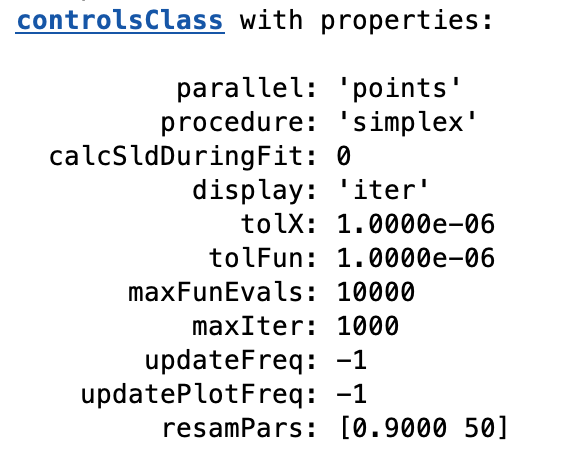 controlsClass with properties:
parallel: 'points'
procedure: 'simplex'
calcSldDuringFit: 0
display: 'iter'
tolX: 1.0000e-06
tolFun: 1.0000e-06
maxFunEvals: 10000
maxIter: 1000
updateFreq: -1
updatePlotFreq: -1
resamPars: [0.9000 50]